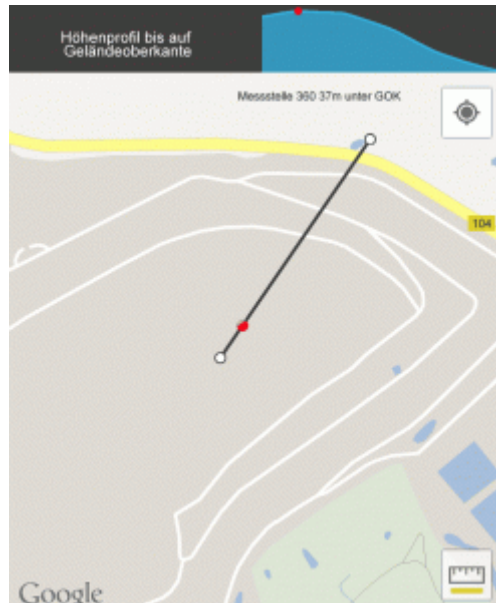 Höhenprofil bis auf
Geländeoberkante
Messstelle 360 37m unter GOK
104
Google